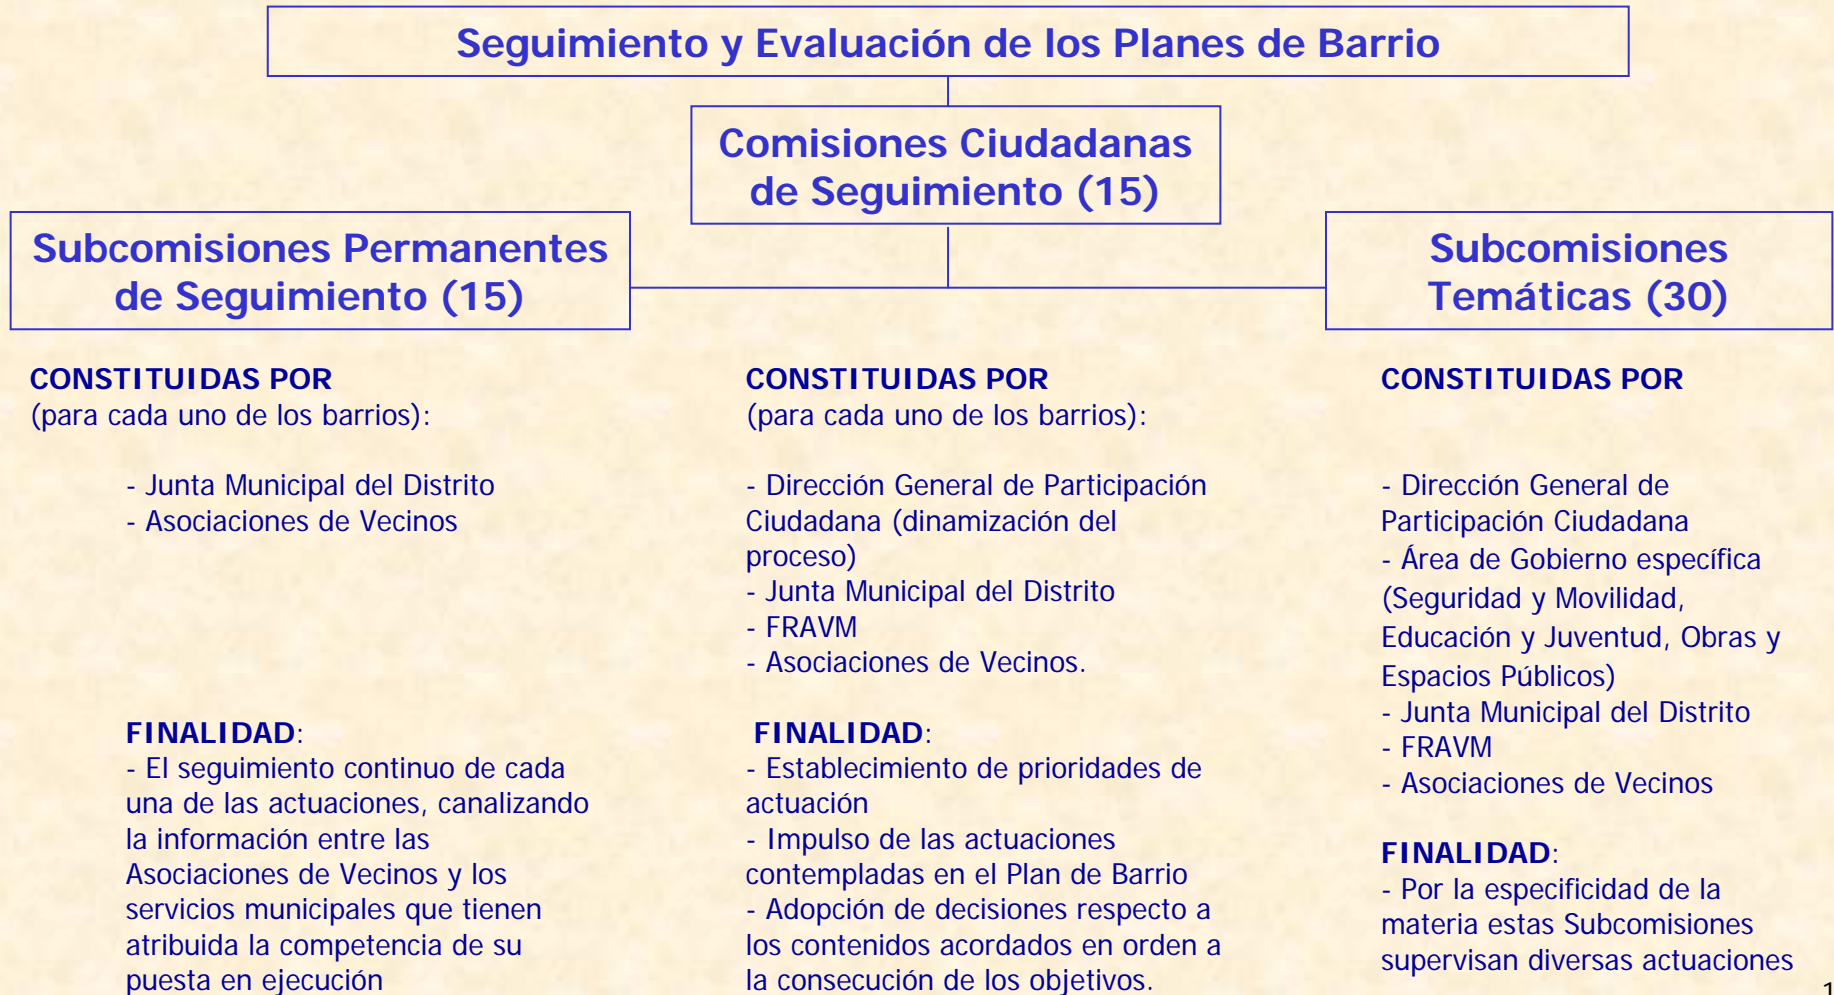 Seguimiento y Evaluación de los Planes de Barrio
Comisiones Ciudadanas
de Seguimiento (15)
Subcomisiones Permanentes
de Seguimiento (15)
Subcomisiones
Temáticas (30)
CONSTITUIDAS POR
(para cada uno de los barrios):
- Junta Municipal del Distrito
- Asociaciones de Vecinos
FINALIDAD:
- El seguimiento continuo de cada
una de las actuaciones, canalizando
la información entre las
Asociaciones de Vecinos y los
servicios municipales que tienen
atribuida la competencia de su
puesta en ejecución
CONSTITUIDAS POR
(para cada uno de los barrios):
- Dirección General de Participación
Ciudadana (dinamización del
proceso)
- Junta Municipal del Distrito
- FRAVM
- Asociaciones de Vecinos.
FINALIDAD:
- Establecimiento de prioridades de
actuación
- Impulso de las actuaciones
contempladas en el Plan de Barrio
- Adopción de decisiones respecto a
los contenidos acordados en orden a
la consecución de los objetivos.
CONSTITUIDAS POR
- Dirección General de
Participación Ciudadana
- Área de Gobierno específica
(Seguridad y Movilidad,
Educación y Juventud, Obras y
Espacios Públicos)
- Junta Municipal del Distrito
- FRAVM
- Asociaciones de Vecinos
FINALIDAD:
- Por la especificidad de la
materia estas Subcomisiones
supervisan diversas actuaciones